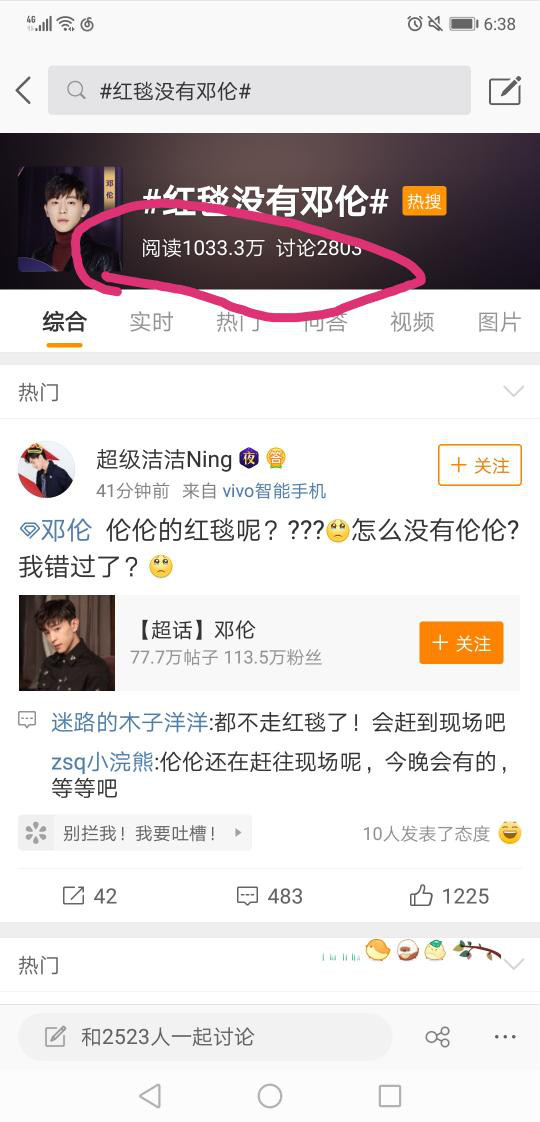 4G
6:38
#红毯没有邓伦#
邓伦
#红毯没有邓伦# 热搜
阅读1033.3万 讨论2803
综合 实时 热门 问答 视频 图片
热门
超级洁洁Ning 夜 答
+ 关注
41分钟前 来自 vivo智能手机
邓伦 伦伦的红毯呢？???怎么没有伦伦?
我错过了？
【超话】邓伦
77.7万帖子 113.5万粉丝
+ 关注
迷路的木子洋洋:都不走红毯了！会赶到现场吧
zsq小浣熊:伦伦还在赶往现场呢，今晚会有的，
等等吧
别拦我！我要吐槽！
10人发表了态度
42 483 1225
热门
和2523人一起讨论